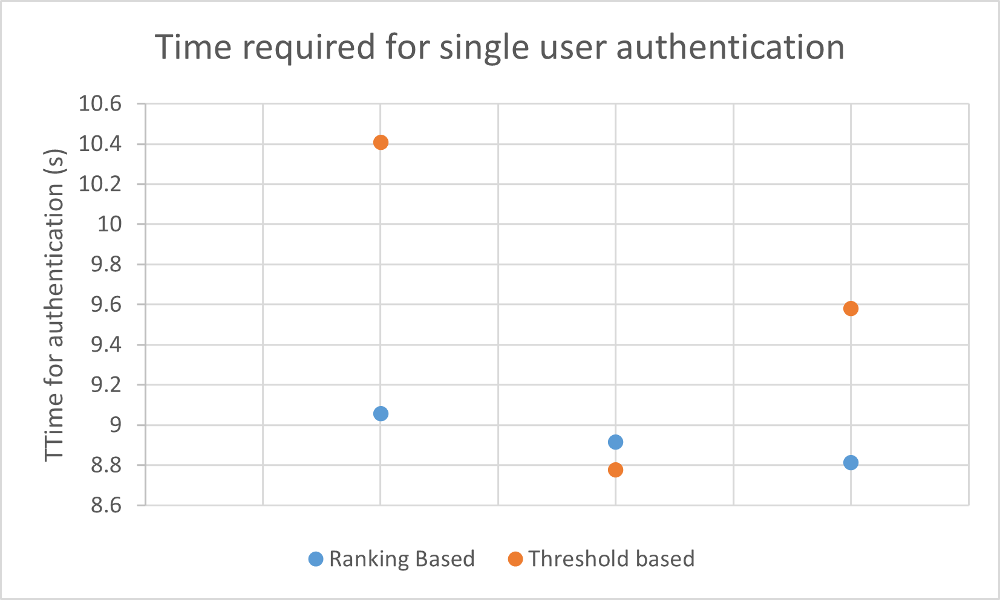 Time required for single user authentication
TTime for authentication (s)
10.6
10.4
10.2
10
9.8
9.6
9.4
9.2
9
8.8
8.6
Ranking Based
Threshold based